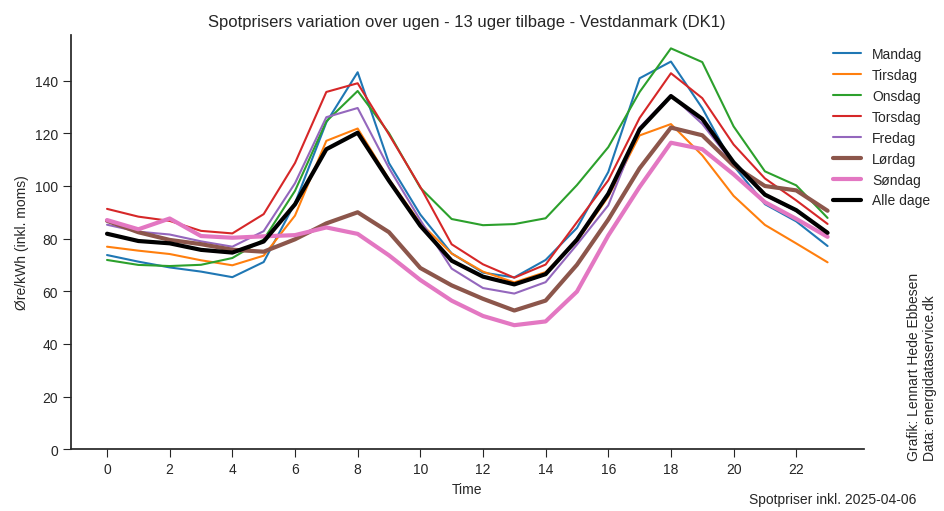 Spotprisers variation over ugen - 13 uger tilbage - Vestdanmark (DK1)
Mandag
Tirsdag
Onsdag
Torsdag
Fredag
Lørdag
Søndag
Alle dage
Øre/kWh (inkl. moms)
140
120
100
80
60
40
20
0
0 2 4 6 8 10 12 14 16 18 20 22
Time
Grafik: Lennart Hede Ebbesen
Data: energidataservice.dk
Spotpriser inkl. 2025-04-06